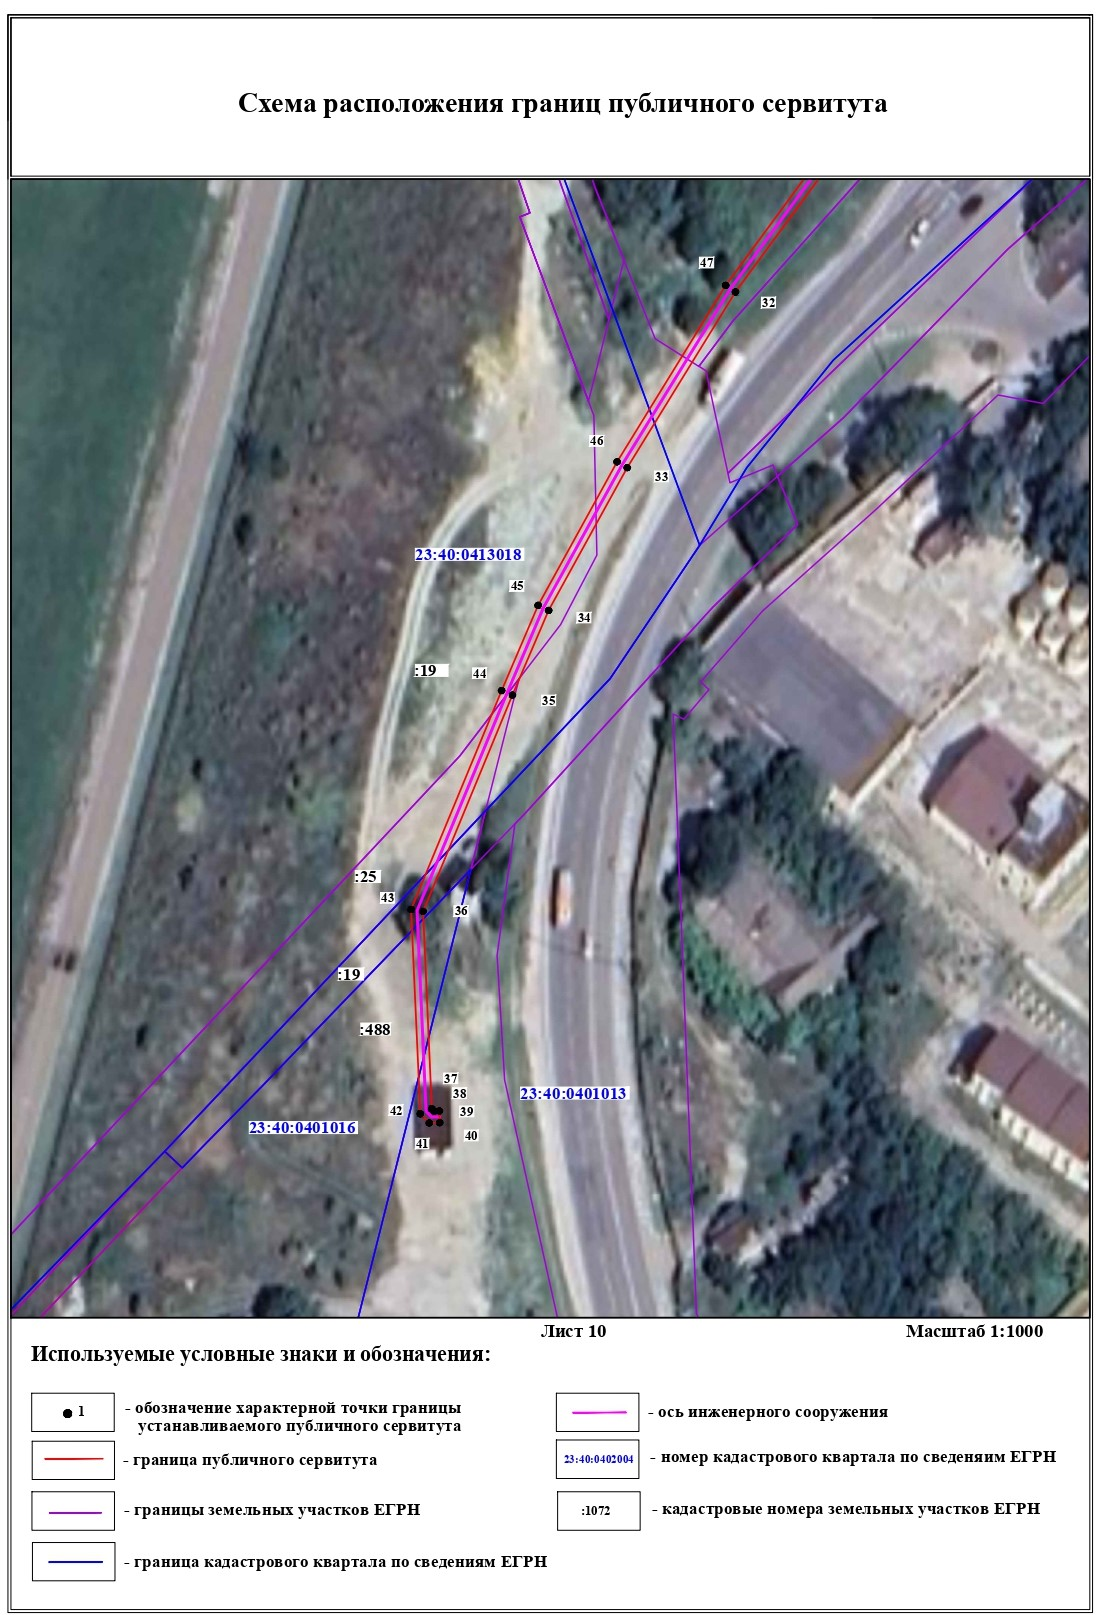 Схема расположения границ публичного сервитута
47
32
46
33
23:40:0413018
45
34
:19
44
35
:25
43
36
:19
:488
37
38
42
39
23:40:0401013
23:40:0401016
41
40
Лист 10
Масштаб 1:1000
Используемые условные знаки и обозначения:
1
- обозначение характерной точки границы
устанавливаемого публичного сервитута
- граница публичного сервитута
- границы земельных участков ЕГРН
- граница кадастрового квартала по сведениям ЕГРН
- ось инженерного сооружения
23:40:0402004
- номер кадастрового квартала по сведеняим ЕГРН
:1072
- кадастровые номера земельных участков ЕГРН